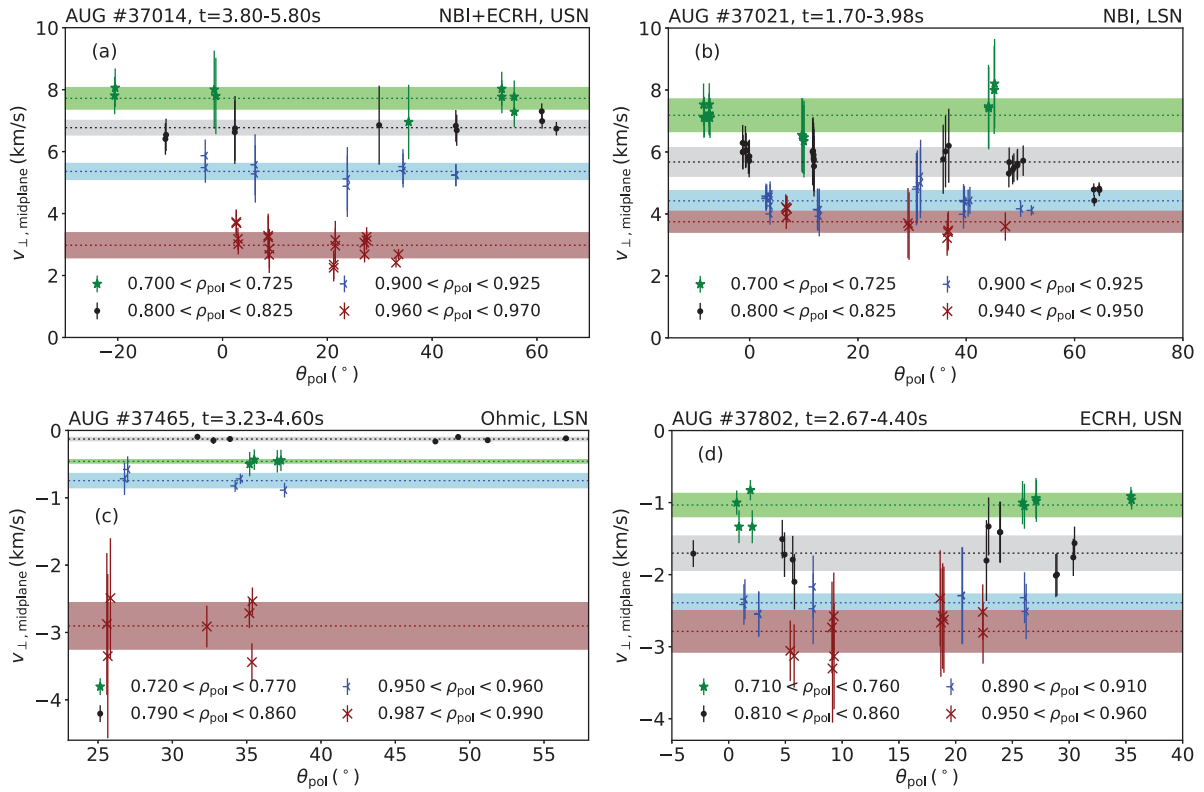 AUG #37014, t=3.80-5.80s NBI+ECRH, USN
(a)
10
8
6
4
2
0
v⊥, midplane (km/s)
0.700 < ρpol < 0.725
0.900 < ρpol < 0.925
0.800 < ρpol < 0.825
0.960 < ρpol < 0.970
−20 0 20 40 60
θpol (°)
AUG #37021, t=1.70-3.98s NBI, LSN
(b)
10
8
6
4
2
0
v⊥, midplane (km/s)
0.700 < ρpol < 0.725
0.900 < ρpol < 0.925
0.800 < ρpol < 0.825
0.940 < ρpol < 0.950
0 20 40 60 80
θpol (°)
AUG #37465, t=3.23-4.60s Ohmic, LSN
0
−1
−2
−3
−4
v⊥, midplane (km/s)
(c)
0.720 < ρpol < 0.770
0.950 < ρpol < 0.960
0.790 < ρpol < 0.860
0.987 < ρpol < 0.990
25 30 35 40 45 50 55
θpol (°)
AUG #37802, t=2.67-4.40s ECRH, USN
(d)
0
−1
−2
−3
−4
v⊥, midplane (km/s)
0.710 < ρpol < 0.760
0.890 < ρpol < 0.910
0.810 < ρpol < 0.860
0.950 < ρpol < 0.960
−5 0 5 10 15 20 25 30 35 40
θpol (°)